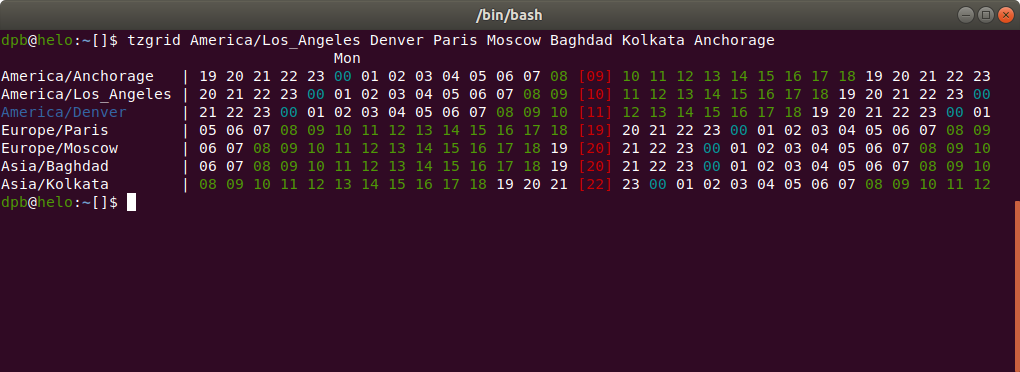 /bin/bash
dpb@helo:~[]$ tzgrid America/Los_Angeles Denver Paris Moscow Baghdad Kolkata Anchorage
Mon
America/Anchorage | 19 20 21 22 23 00 01 02 03 04 05 06 07 08 [09] 10 11 12 13 14 15 16 17 18 19 20 21 22 23
America/Los_Angeles | 20 21 22 23 00 01 02 03 04 05 06 07 08 09 [10] 11 12 13 14 15 16 17 18 19 20 21 22 23 00
America/Denver | 21 22 23 00 01 02 03 04 05 06 07 08 09 10 [11] 12 13 14 15 16 17 18 19 20 21 22 23 00 01
Europe/Paris | 05 06 07 08 09 10 11 12 13 14 15 16 17 18 [19] 20 21 22 23 00 01 02 03 04 05 06 07 08 09
Europe/Moscow | 06 07 08 09 10 11 12 13 14 15 16 17 18 19 [20] 21 22 23 00 01 02 03 04 05 06 07 08 09 10
Asia/Baghdad | 06 07 08 09 10 11 12 13 14 15 16 17 18 19 [20] 21 22 23 00 01 02 03 04 05 06 07 08 09 10
Asia/Kolkata | 08 09 10 11 12 13 14 15 16 17 18 19 20 21 [22] 23 00 01 02 03 04 05 06 07 08 09 10 11 12
dpb@helo:~[]$